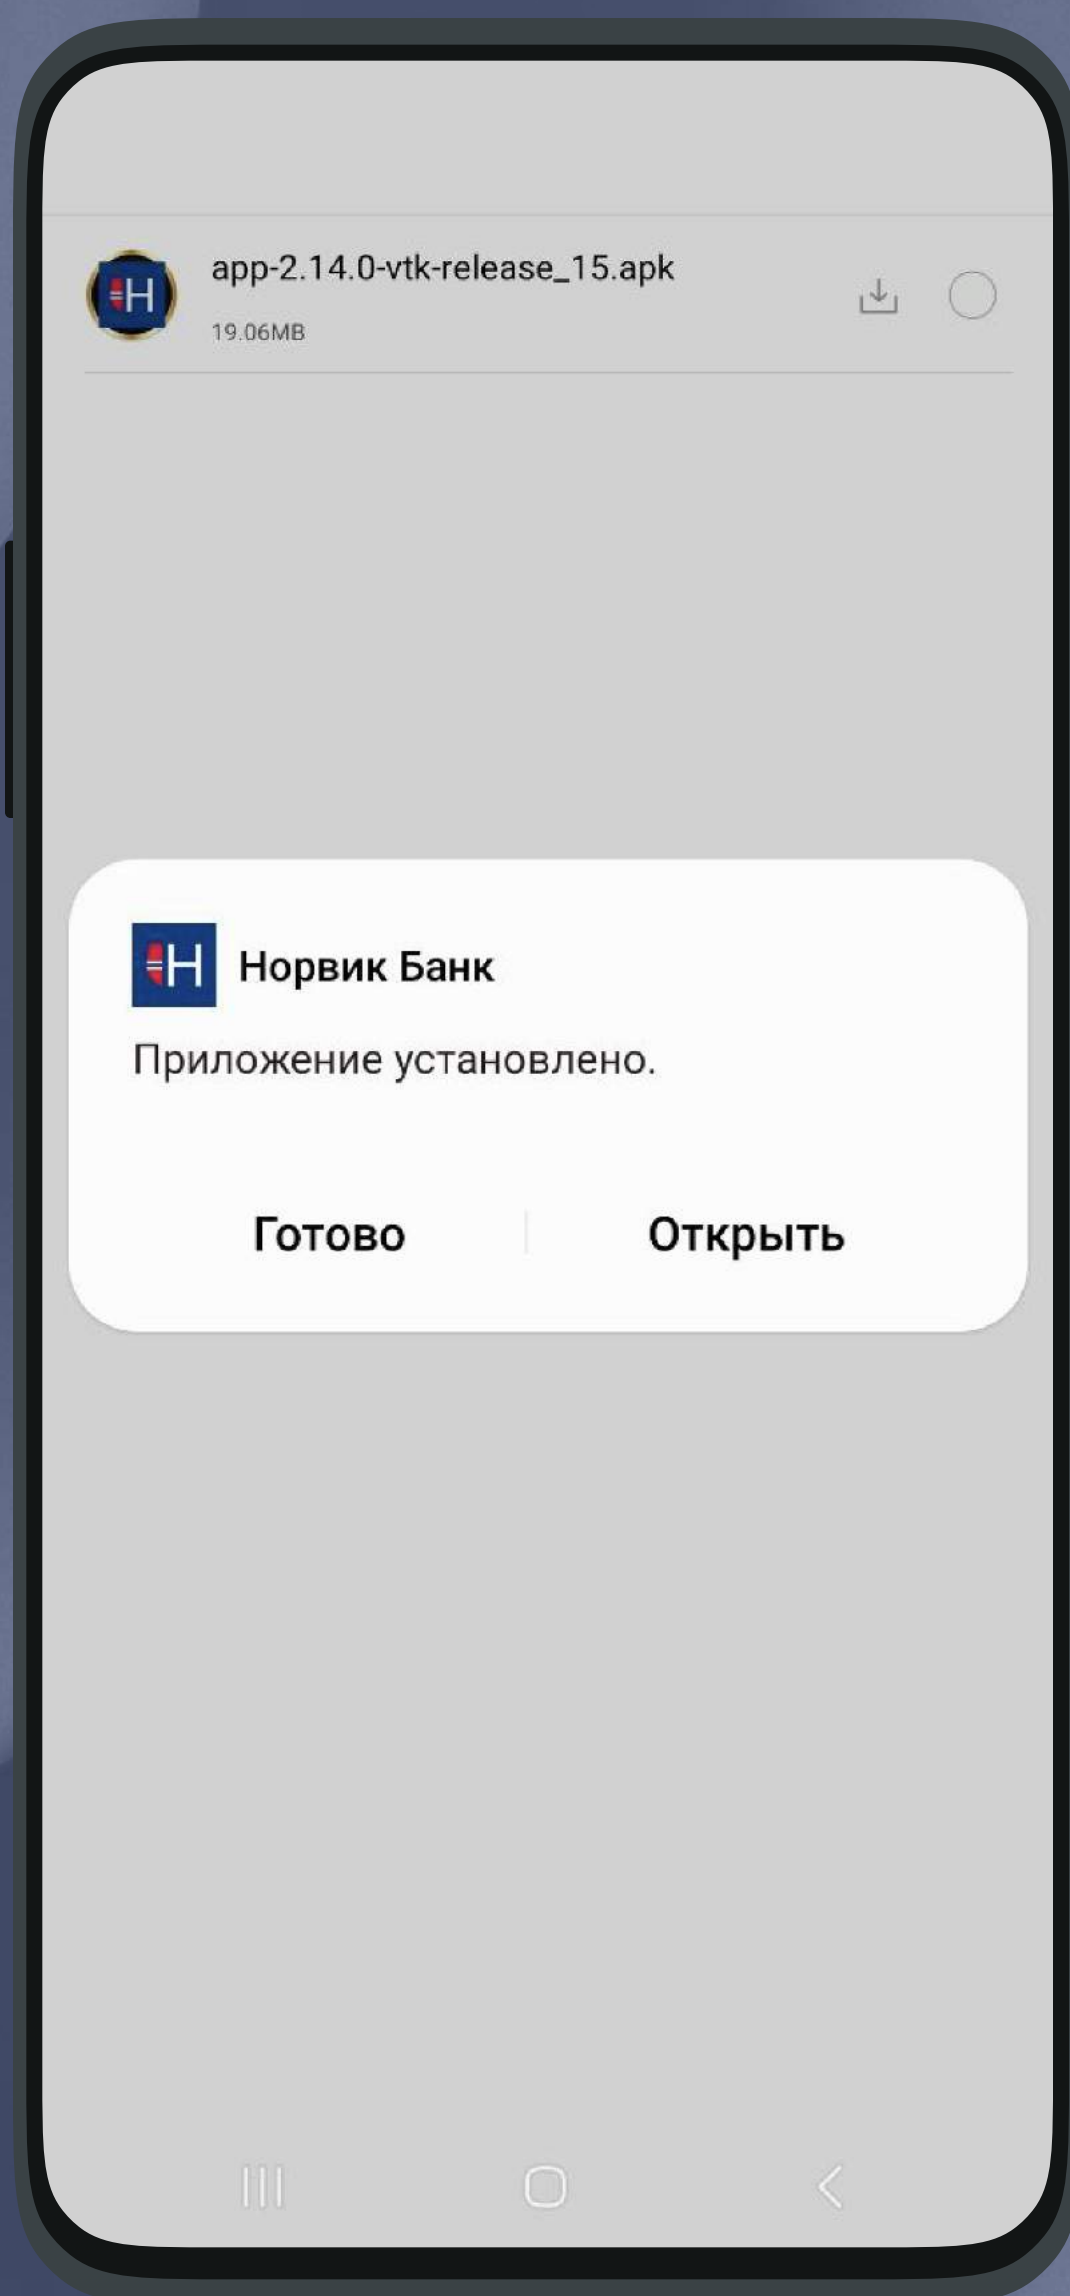 app-2.14.0-vtk-release_15.apk
19.06MB
Н
Норвик Банк
Приложение установлено.
Готово
Открыть